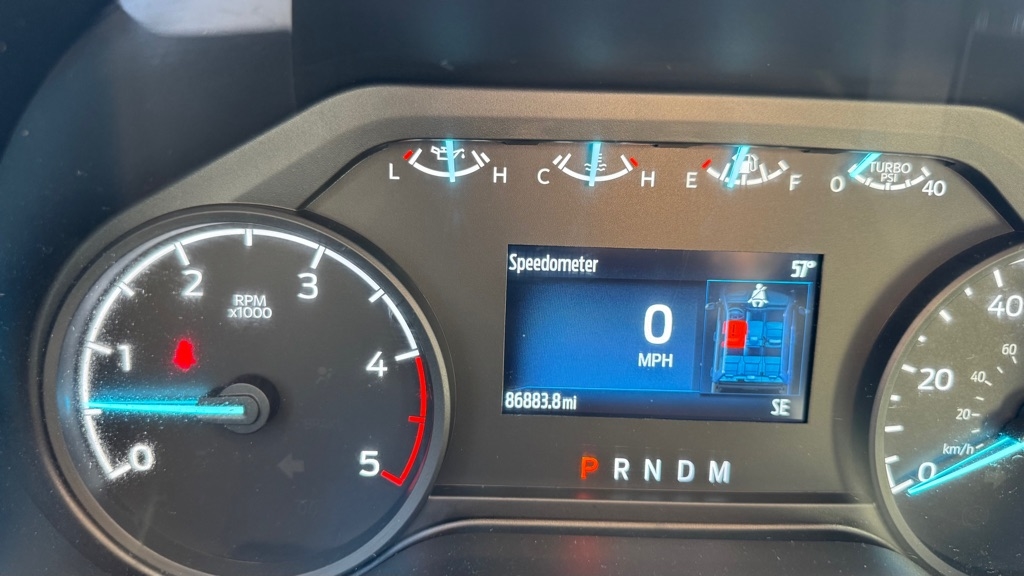 L H
C H
E F
0 TURBO PSI 40
Speedometer 57°
0
MPH
86883.8 mi SE
P R N D M
RPM
x1000
0
1
2
3
4
5
0
20
40
20
40
60
km/h